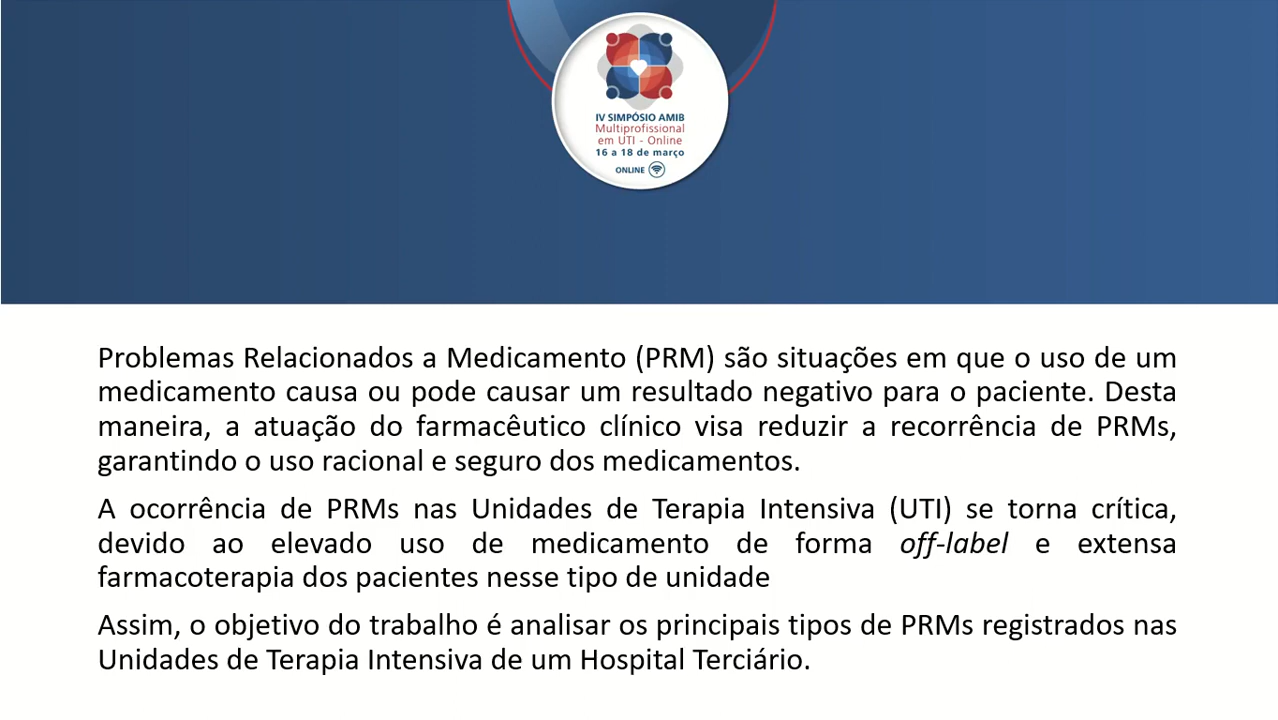 IV SIMPÓSIO AMIB
Multiprofissional
em UTI - Online
16 a 18 de março
ONLINE
Problemas Relacionados a Medicamento (PRM) são situações em que o uso de um
medicamento causa ou pode causar um resultado negativo para o paciente. Desta
maneira, a atuação do farmacêutico clínico visa reduzir a recorrência de PRMs,
garantindo o uso racional e seguro dos medicamentos.
A ocorrência de PRMs nas Unidades de Terapia Intensiva (UTI) se torna crítica,
devido ao elevado uso de medicamento de forma off-label e extensa
farmacoterapia dos pacientes nesse tipo de unidade
Assim, o objetivo do trabalho é analisar os principais tipos de PRMs registrados nas
Unidades de Terapia Intensiva de um Hospital Terciário.